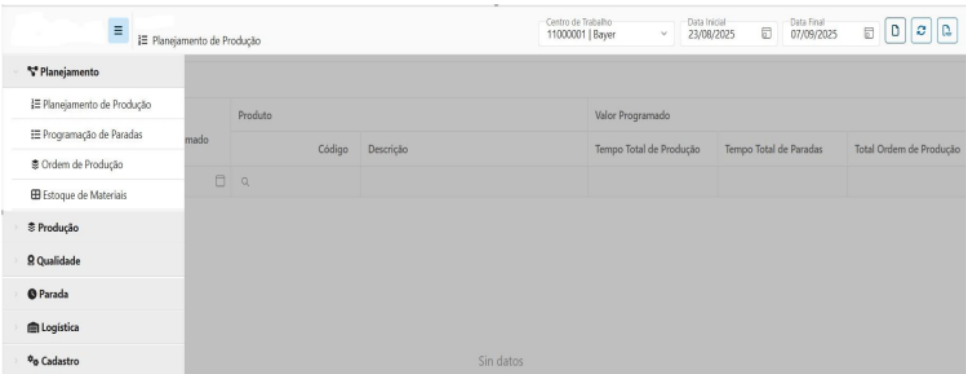 Planejamento de Produção
Centro de Trabalho
11000001 | Bayer
Data Inicial
23/08/2025
Data Final
07/09/2025
Planejamento
Planejamento de Produção
Programação de Paradas
Ordem de Produção
Estoque de Materiais
Produção
Qualidade
Parada
Logística
Cadastro
mado
Produto
Valor Programado
Código
Descrição
Tempo Total de Produção
Tempo Total de Paradas
Total Ordem de Produção
Sin datos